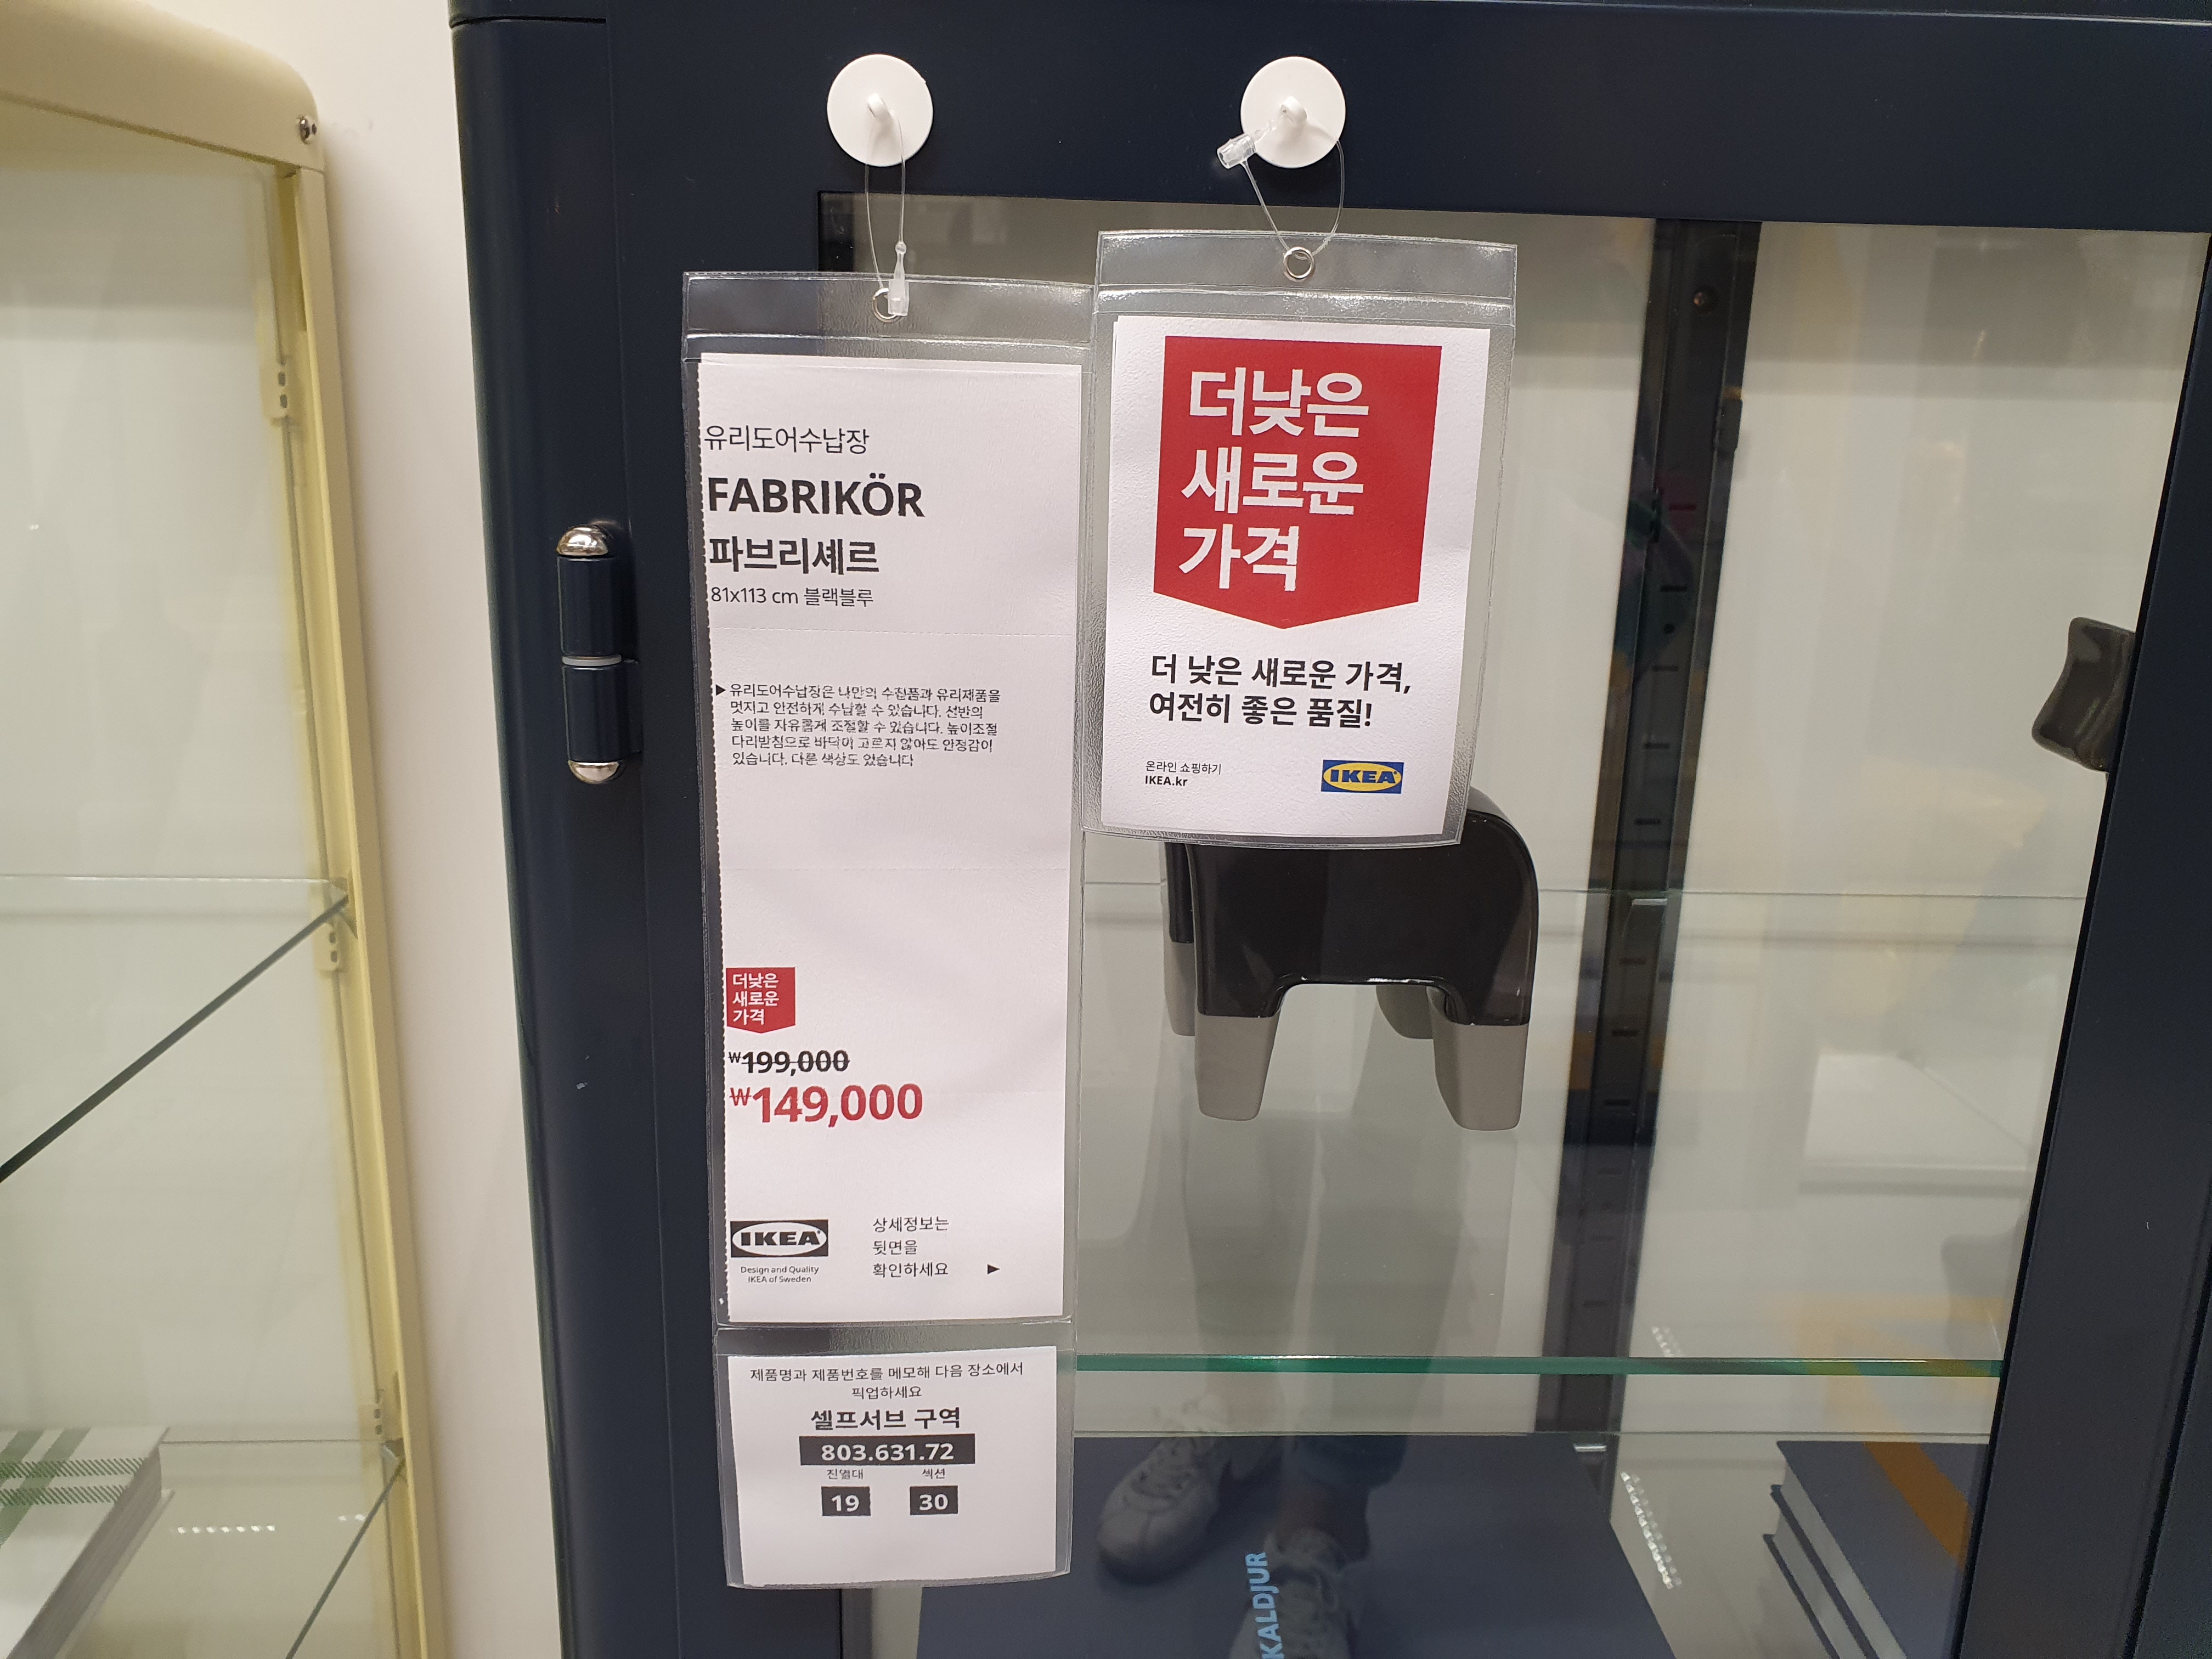 유리도어수납장
FABRIKÖR
파브리셰르
81x113 cm 블랙블루
▶ 유리도어수납장은 나만의 수집품과 유리제품을
멋지고 안전하게 수납할 수 있습니다. 선반의
높이를 자유롭게 조절할 수 있습니다. 높이조절
다리받침으로 바닥이 고르지 않아도 안정감이
있습니다. 다른 색상도 있습니다
더낮은
새로운
가격
₩199,000
₩149,000
IKEA
Design and Quality
IKEA of Sweden
상세정보는
뒷면을
확인하세요 ▶
제품명과 제품번호를 메모해 다음 장소에서
픽업하세요
셀프서브 구역
803.631.72
진열대 섹션
19 30
더낮은
새로운
가격
더 낮은 새로운 가격,
여전히 좋은 품질!
온라인 쇼핑하기
IKEA.kr
IKEA
KALDJUR